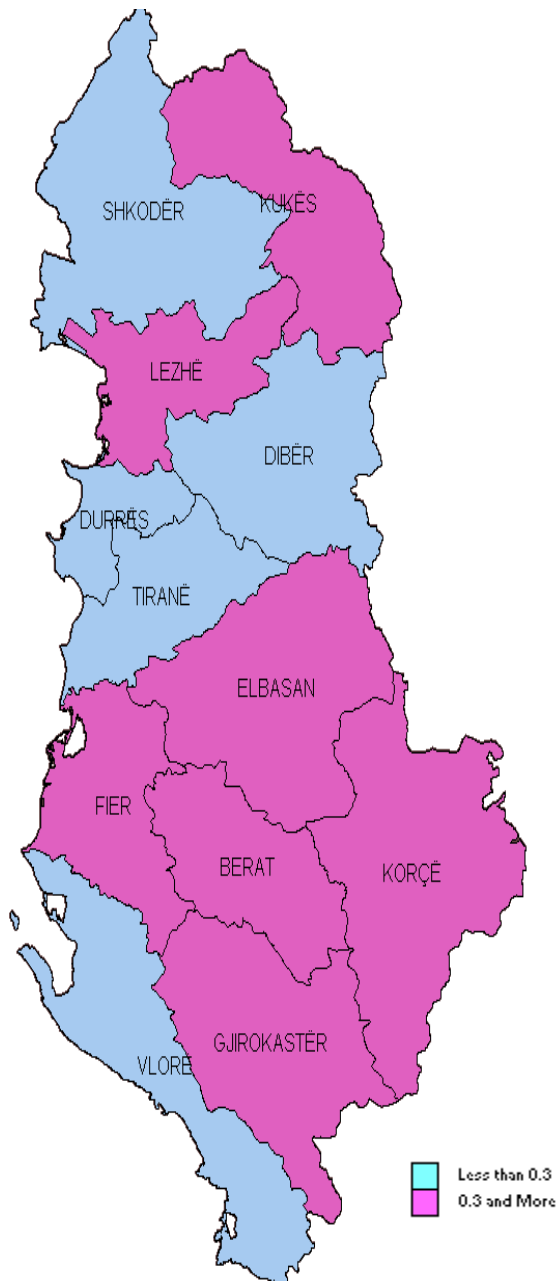 SHKODËR
KUKËS
LEZHË
DIBËR
DURRËS
TIRANË
ELBASAN
FIER
BERAT
KORÇË
GJIROKASTËR
VLORË
Less than 0.3
0.3 and More